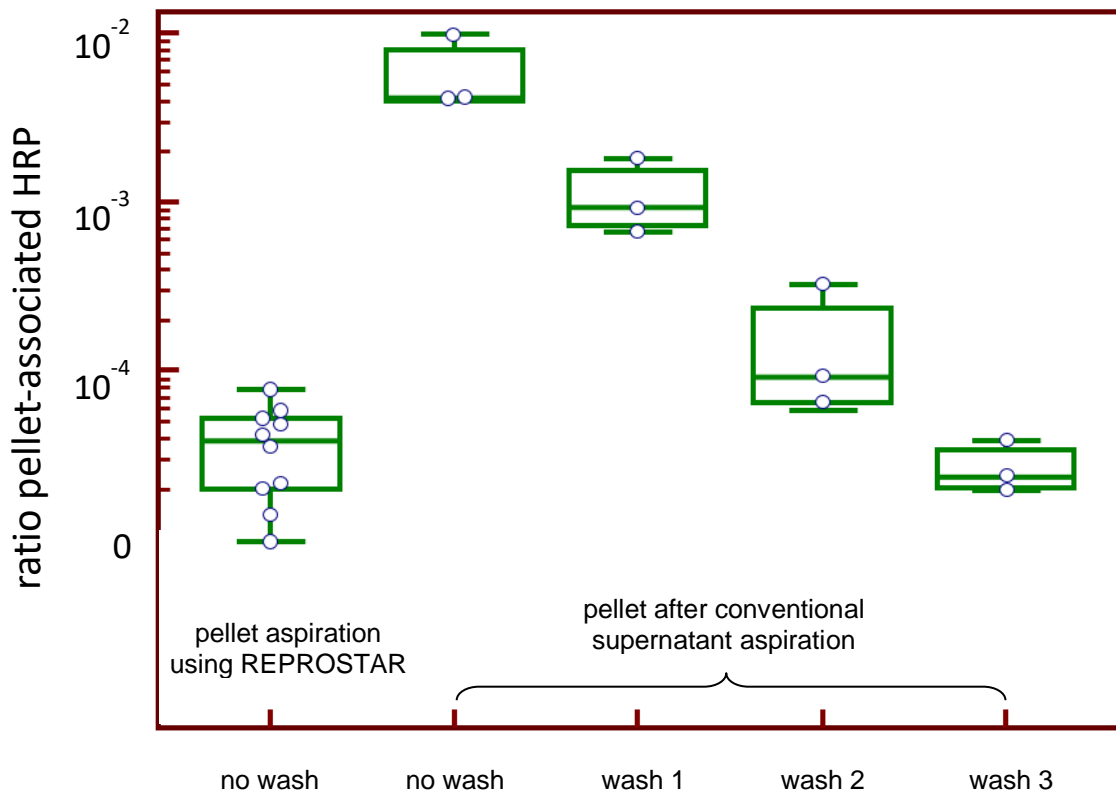 ratio pellet-associated HRP
10-2
10-3
10-4
0
pellet aspiration
using REPROSTAR
pellet after conventional
supernatant aspiration
no wash
no wash
wash 1
wash 2
wash 3